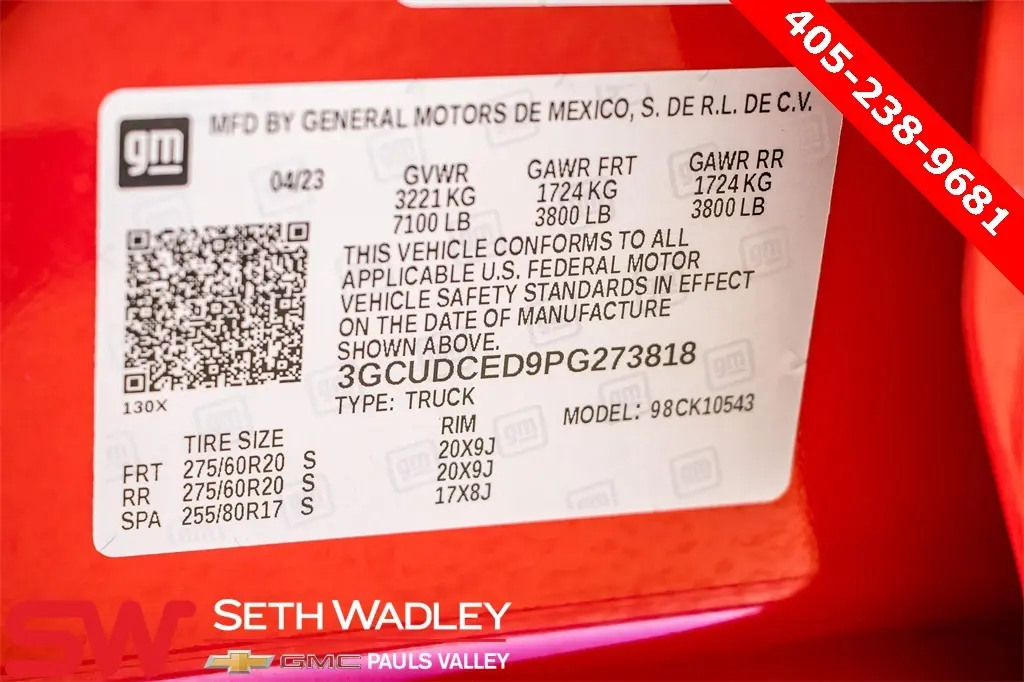 405-238-9681
gm
MFD BY GENERAL MOTORS DE MEXICO, S. DE R.L. DE C.V.
04/23
GVWR GAWR FRT GAWR RR
3221 KG 1724 KG 1724 KG
7100 LB 3800 LB 3800 LB
THIS VEHICLE CONFORMS TO ALL
APPLICABLE U.S. FEDERAL MOTOR
VEHICLE SAFETY STANDARDS IN EFFECT
ON THE DATE OF MANUFACTURE
SHOWN ABOVE.
3GCUDCED9PG273818
130X
TYPE: TRUCK MODEL: 98CK10543
TIRE SIZE RIM
FRT 275/60R20 S 20X9J
RR 275/60R20 S 20X9J
SPA 255/80R17 S 17X8J
SW
SETH WADLEY
GMC PAULS VALLEY